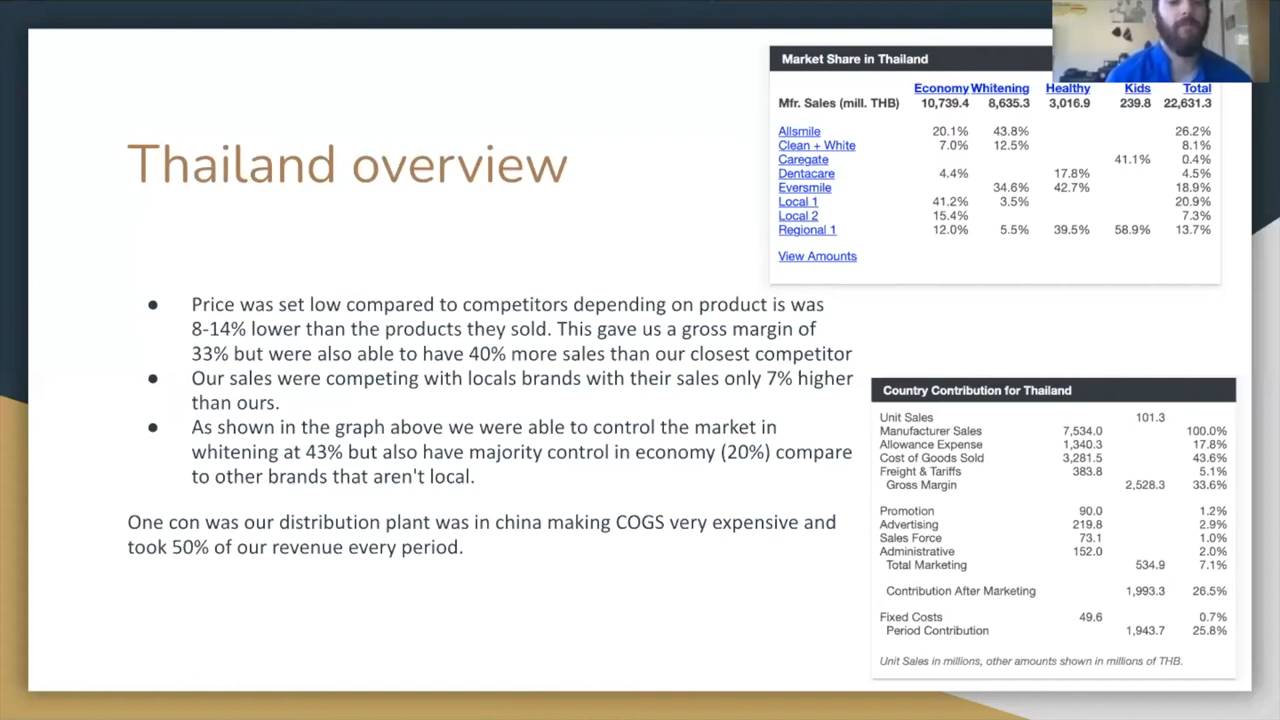 Thailand overview
Price was set low compared to competitors depending on product is was
8-14% lower than the products they sold. This gave us a gross margin of
33% but were also able to have 40% more sales than our closest competitor
Our sales were competing with locals brands with their sales only 7% higher
than ours.
As shown in the graph above we were able to control the market in
whitening at 43% but also have majority control in economy (20%) compare
to other brands that aren't local.
One con was our distribution plant was in china making COGS very expensive and
took 50% of our revenue every period.
Market Share in Thailand
Economy Whitening Healthy Kids Total
Mfr. Sales (mill. THB) 10,739.4 8,635.3 3,016.9 239.8 22,631.3
Allsmile 20.1% 43.8% 26.2%
Clean + White 7.0% 12.5% 8.1%
Caregate 41.1% 0.4%
Dentacare 4.4% 17.8% 4.5%
Eversmile 34.6% 42.7% 18.9%
Local 1 41.2% 3.5% 20.9%
Local 2 15.4% 7.3%
Regional 1 12.0% 5.5% 39.5% 58.9% 13.7%
View Amounts
Country Contribution for Thailand
Unit Sales 101.3
Manufacturer Sales 7,534.0 100.0%
Allowance Expense 1,340.3 17.8%
Cost of Goods Sold 3,281.5 43.6%
Freight & Tariffs 383.8 5.1%
Gross Margin 2,528.3 33.6%
Promotion 90.0 1.2%
Advertising 219.8 2.9%
Sales Force 73.1 1.0%
Administrative 152.0 2.0%
Total Marketing 534.9 7.1%
Contribution After Marketing 1,993.3 26.5%
Fixed Costs 49.6 0.7%
Period Contribution 1,943.7 25.8%
Unit Sales in millions, other amounts shown in millions of THB.